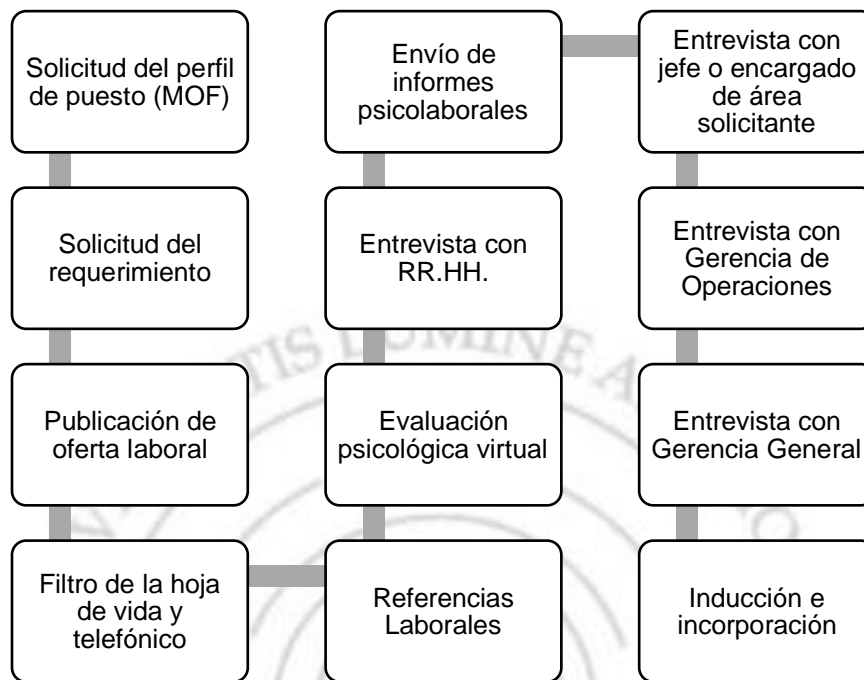 Solicitud del perfil
de puesto (MOF)
Solicitud del
requerimiento
Publicación de
oferta laboral
Filtro de la hoja
de vida y
telefónico
Referencias
Laborales
Evaluación
psicológica virtual
Entrevista con
RR.HH.
Envío de
informes
psicolaborales
Entrevista con
jefe o encargado
de área
solicitante
Entrevista con
Gerencia de
Operaciones
Entrevista con
Gerencia General
Inducción e
incorporación